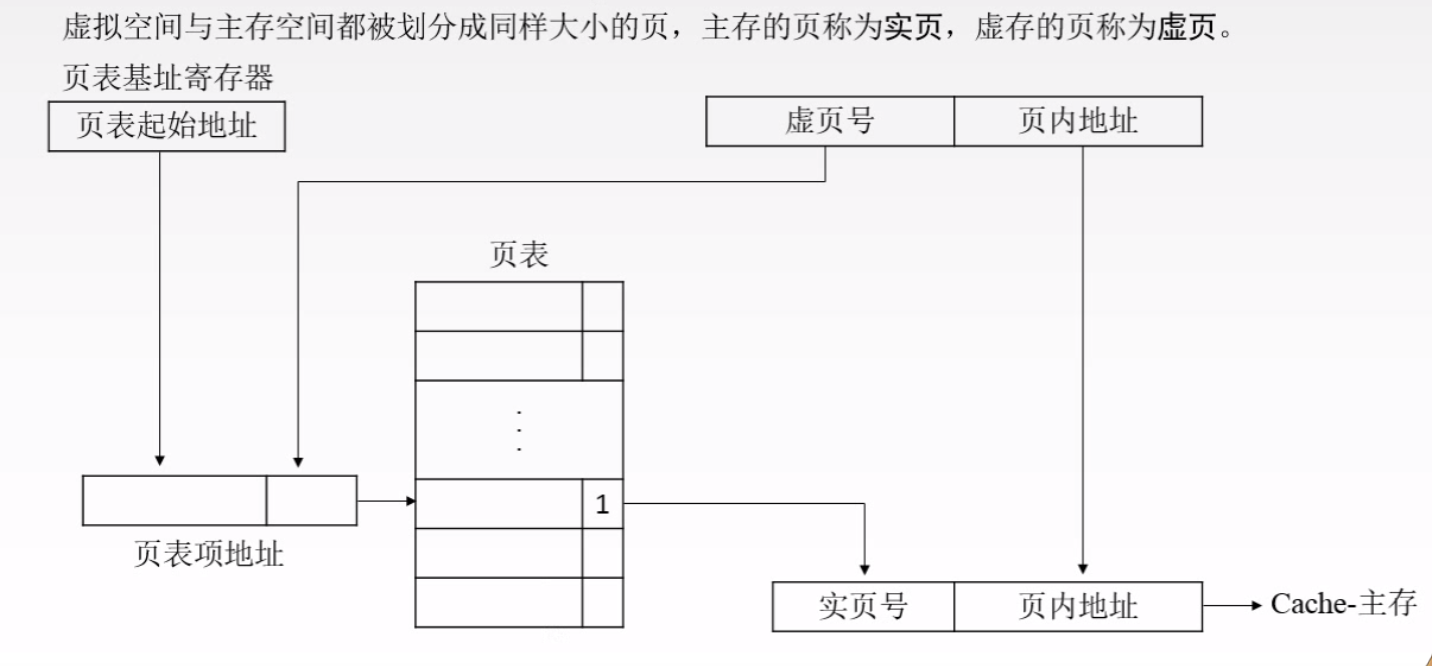 虚拟空间与主存空间都被划分成同样大小的页，主存的页称为实页，虚存的页称为虚页。
页表基址寄存器
页表起始地址
虚页号 页内地址
页表
1
页表项地址
实页号 页内地址 Cache-主存